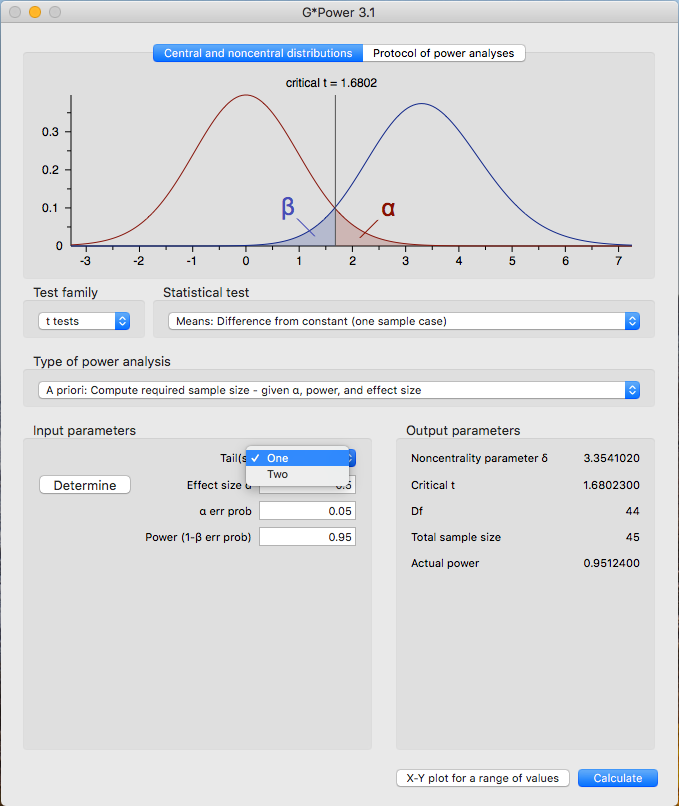 G*Power 3.1
Central and noncentral distributions Protocol of power analyses
critical t = 1.6802
0.3
0.2
0.1
0
β
α
-3 -2 -1 0 1 2 3 4 5 6 7
Test family Statistical test
t tests Means: Difference from constant (one sample case)
Type of power analysis
A priori: Compute required sample size - given α, power, and effect size
Input parameters
Tail(s
One
Two
Determine Effect size d 0.5
α err prob 0.05
Power (1-β err prob) 0.95
Output parameters
Noncentrality parameter δ 3.3541020
Critical t 1.6802300
Df 44
Total sample size 45
Actual power 0.9512400
X-Y plot for a range of values Calculate